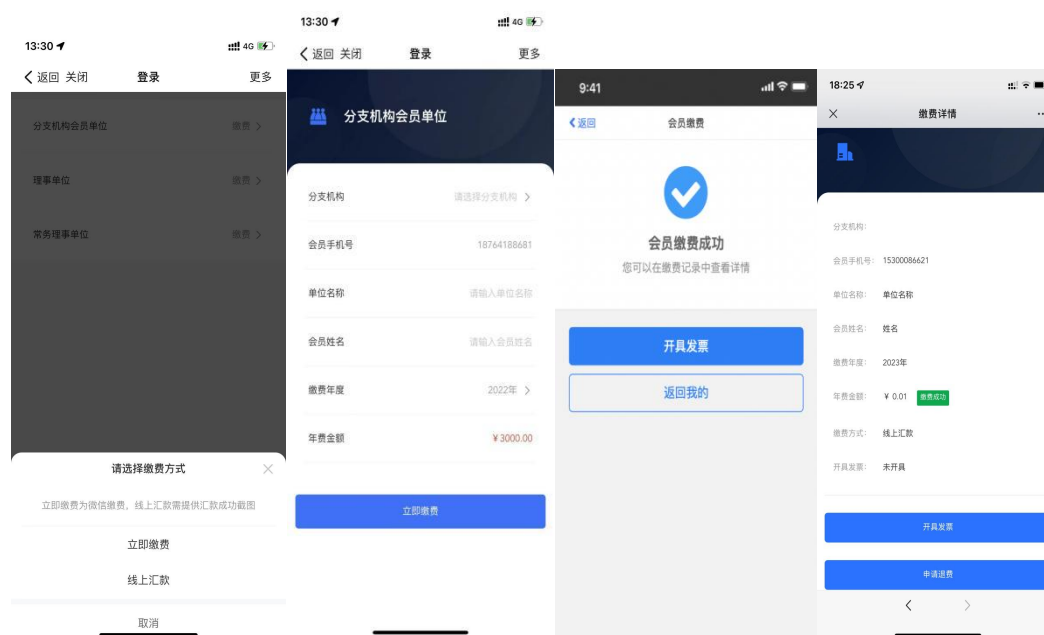 13:30
4G
返回 关闭
登录
更多
分支机构会员单位
缴费
理事单位
缴费
常务理事单位
缴费
请选择缴费方式
立即缴费为微信缴费，线上汇款需提供汇款成功截图
立即缴费
线上汇款
取消
13:30
4G
返回 关闭
登录
更多
分支机构会员单位
分支机构
请选择分支机构
会员手机号
18764188681
单位名称
请输入单位名称
会员姓名
请输入会员姓名
缴费年度
2022年
年费金额
¥3000.00
立即缴费
9:41
返回
会员缴费
会员缴费成功
您可以在缴费记录中查看详情
开具发票
返回我的
18:25
缴费详情
分支机构:
会员手机号: 15300086621
单位名称: 单位名称
会员姓名: 姓名
缴费年度: 2023年
年费金额: ¥ 0.01 缴费成功
缴费方式: 线上汇款
开具发票: 未开具
开具发票
申请退费